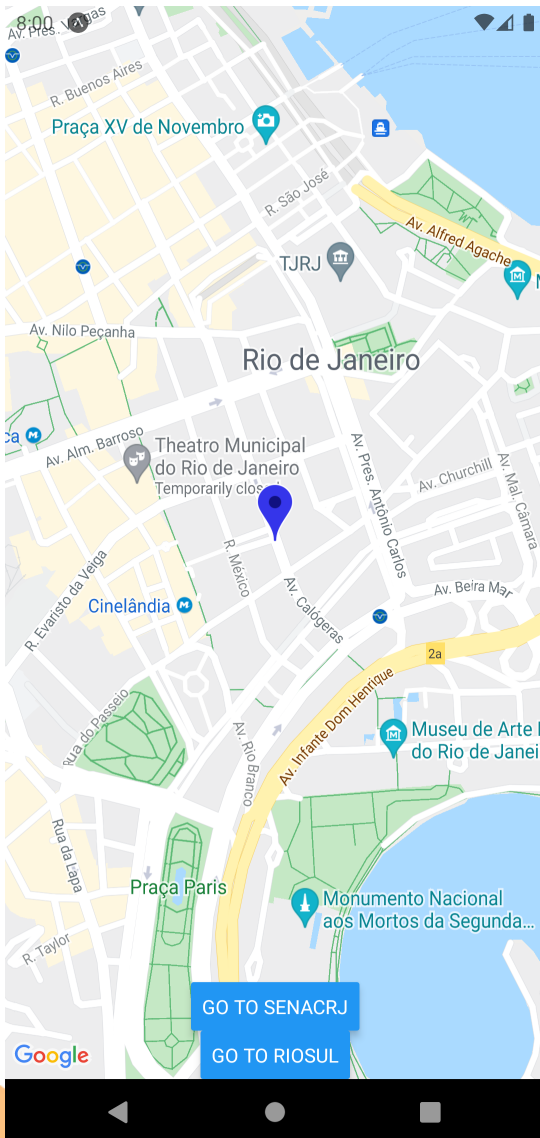 8:00
Av. Pres. Vargas
R. Buenos Aires
Praça XV de Novembro
R. São José
Av. Alfred Agache
TJRJ
Av. Nilo Peçanha
Rio de Janeiro
ca
Av. Alm. Barroso
Theatro Municipal
do Rio de Janeiro
Temporarily clos
Av. Pres. Antônio Carlos
Av. Churchill
Av. Mal. Câmara
R. México
R. Evaristo da Veiga
Cinelândia
Av. Calógeras
Av. Beira Mar
2a
Rua do Passeio
Av. Infante Dom Henrique
Av. Rio Branco
Museu de Arte
do Rio de Janei
Rua da Lapa
Praça Paris
Monumento Nacional
aos Mortos da Segunda...
R. Taylor
GO TO SENACRJ
GO TO RIOSUL
Google